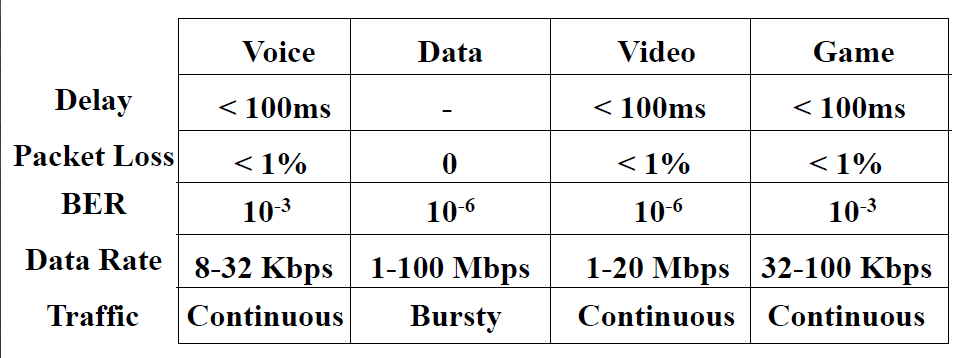 Voice Data Video Game
Delay < 100ms - < 100ms < 100ms
Packet Loss < 1% 0 < 1% < 1%
BER 10⁻³ 10⁻⁶ 10⁻⁶ 10⁻³
Data Rate 8-32 Kbps 1-100 Mbps 1-20 Mbps 32-100 Kbps
Traffic Continuous Bursty Continuous Continuous